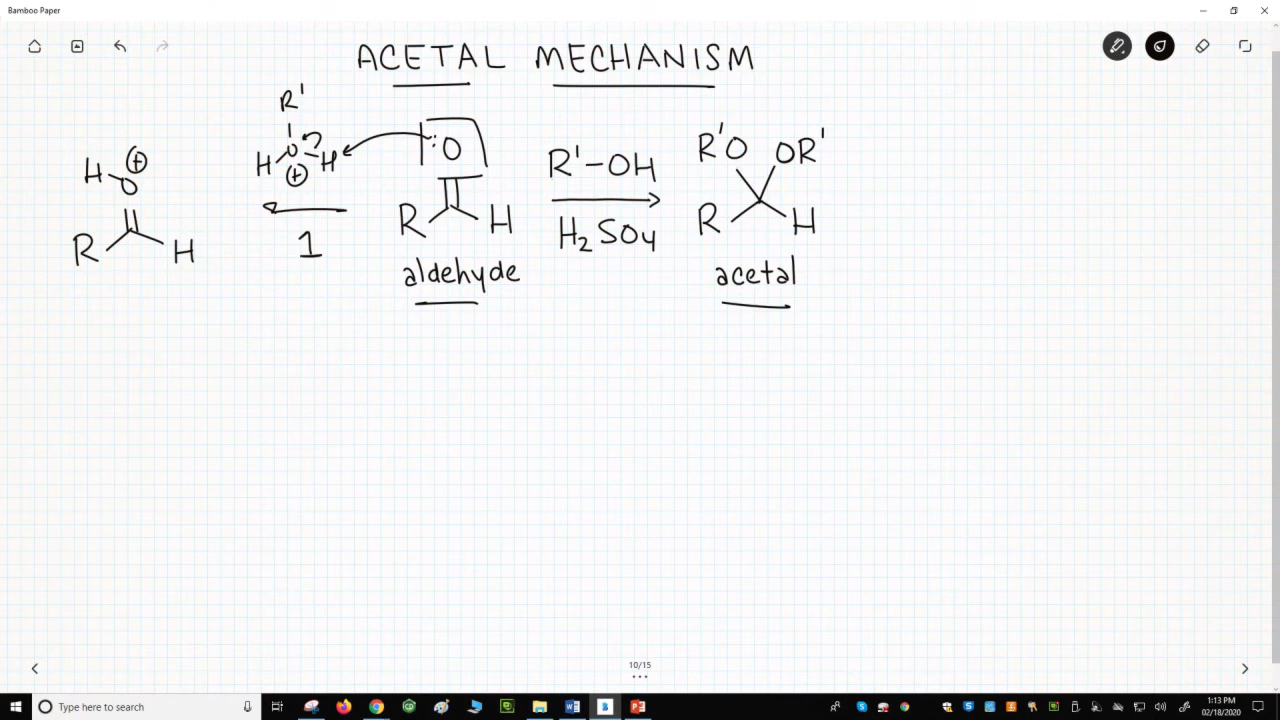 Bamboo Paper
ACETAL MECHANISM
R'
H O H
⊕
H O ⊕
R H
1
:O
R H
aldehyde
R'-OH
H₂SO₄
R'O OR'
R H
acetal
10/15
Type here to search
1:13 PM
02/18/2020